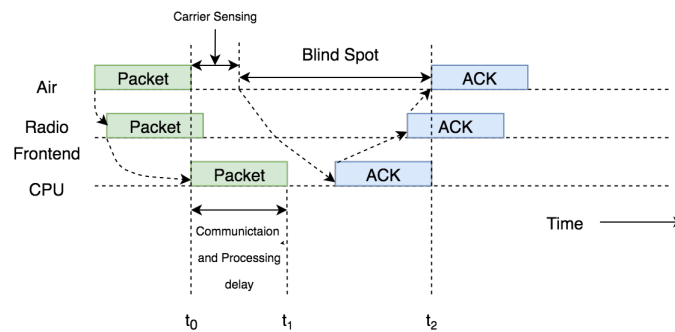 Carrier Sensing
Blind Spot
Air
Packet
ACK
Radio
Frontend
Packet
ACK
CPU
Packet
ACK
Communictaion
and Processing
delay
Time
t0
t1
t2